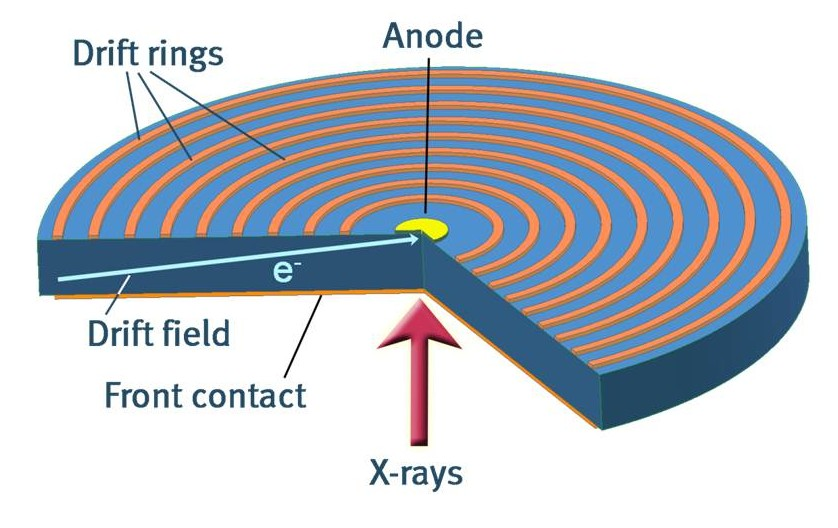 Anode
Drift rings
e-
Drift field
Front contact
X-rays